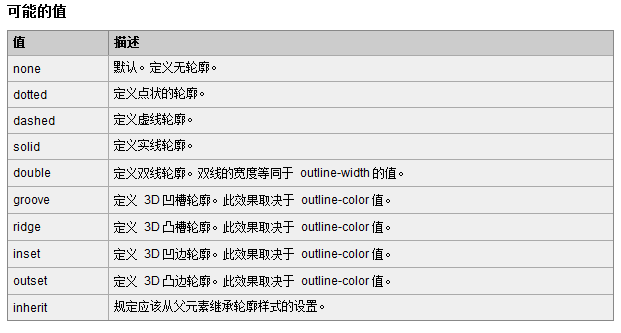 可能的值
值 描述
none 默认。定义无轮廓。
dotted 定义点状的轮廓。
dashed 定义虚线轮廓。
solid 定义实线轮廓。
double 定义双线轮廓。双线的宽度等同于 outline-width 的值。
groove 定义 3D 凹槽轮廓。此效果取决于 outline-color 值。
ridge 定义 3D 凸槽轮廓。此效果取决于 outline-color 值。
inset 定义 3D 凹边轮廓。此效果取决于 outline-color 值。
outset 定义 3D 凸边轮廓。此效果取决于 outline-color 值。
inherit 规定应该从父元素继承轮廓样式的设置。